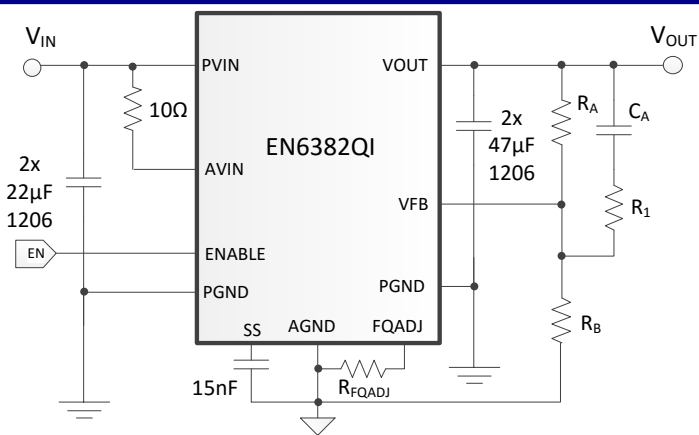 VIN
VOUT
PVIN
VOUT
10Ω
RA
CA
2x
47µF
1206
EN6382QI
2x
22µF
1206
AVIN
VFB
R1
EN
ENABLE
PGND
PGND
SS
AGND
FQADJ
RB
15nF
RFQADJ